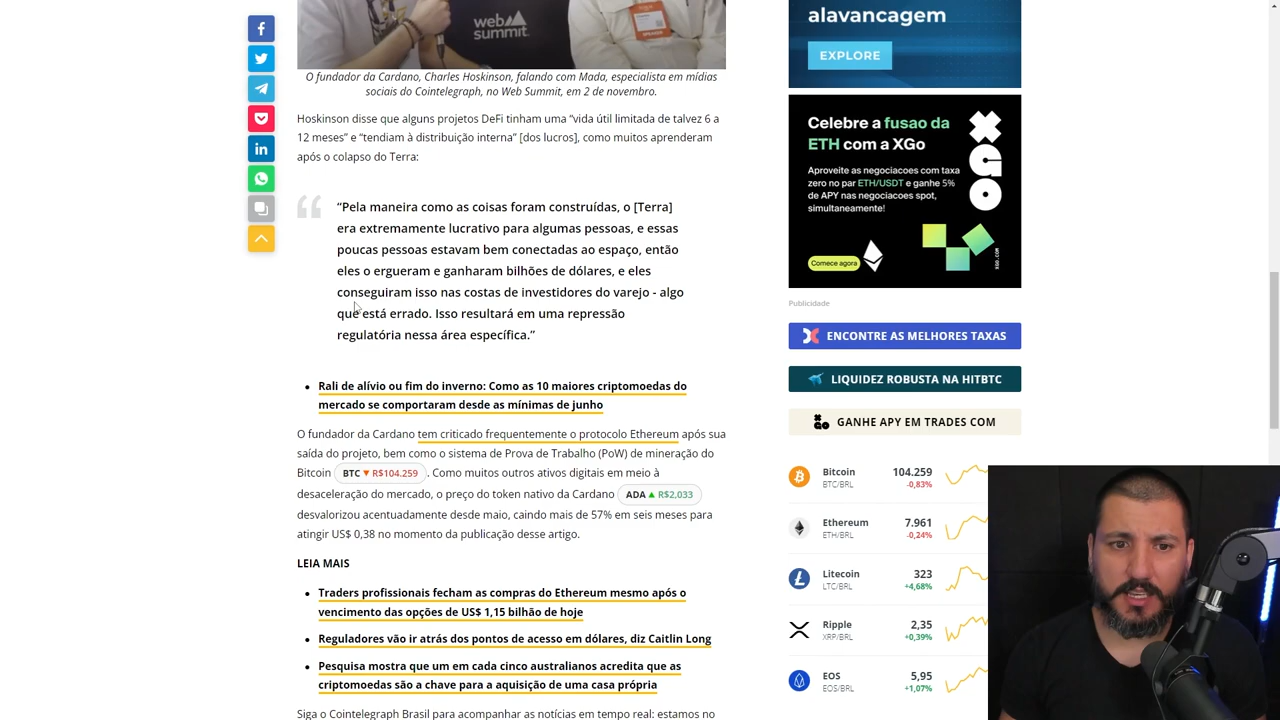 alavancagem
EXPLORE
web
summit
SPEAKER
O fundador da Cardano, Charles Hoskinson, falando com Mada, especialista em mídias
sociais do Cointelegraph, no Web Summit, em 2 de novembro.
Hoskinson disse que alguns projetos DeFi tinham uma "vida útil limitada de talvez 6 a
12 meses" e "tendiam à distribuição interna" [dos lucros], como muitos aprenderam
após o colapso do Terra:
“Pela maneira como as coisas foram construídas, o [Terra]
era extremamente lucrativo para algumas pessoas, e essas
poucas pessoas estavam bem conectadas ao espaço, então
eles o ergueram e ganharam bilhões de dólares, e eles
conseguiram isso nas costas de investidores do varejo - algo
que está errado. Isso resultará em uma repressão
regulatória nessa área específica.”
Rali de alívio ou fim do inverno: Como as 10 maiores criptomoedas do
mercado se comportaram desde as mínimas de junho
O fundador da Cardano tem criticado frequentemente o protocolo Ethereum após sua
saída do projeto, bem como o sistema de Prova de Trabalho (PoW) de mineração do
Bitcoin BTC ▼ R$104.259 . Como muitos outros ativos digitais em meio à
desaceleração do mercado, o preço do token nativo da Cardano ADA ▲ R$2,033
desvalorizou acentuadamente desde maio, caindo mais de 57% em seis meses para
atingir US$ 0,38 no momento da publicação desse artigo.
LEIA MAIS
Traders profissionais fecham as compras do Ethereum mesmo após o
vencimento das opções de US$ 1,15 bilhão de hoje
Reguladores vão ir atrás dos pontos de acesso em dólares, diz Caitlin Long
Pesquisa mostra que um em cada cinco australianos acredita que as
criptomoedas são a chave para a aquisição de uma casa própria
Siga o Cointelegraph Brasil para acompanhar as notícias em tempo real: estamos no
Celebre a fusao da
ETH com a XGo
Aproveite as negociacoes com taxa
zero no par ETH/USDT e ganhe 5%
de APY nas negociacoes spot,
simultaneamente!
Comece agora
XGO.COM
Publicidade
ENCONTRE AS MELHORES TAXAS
LIQUIDEZ ROBUSTA NA HITBTC
GANHE APY EM TRADES COM
Bitcoin 104.259
BTC/BRL -0,83%
Ethereum 7.961
ETH/BRL -0,24%
Litecoin 323
LTC/BRL +4,68%
Ripple 2,35
XRP/BRL +0,39%
EOS 5,95
EOS/BRL +1,07%